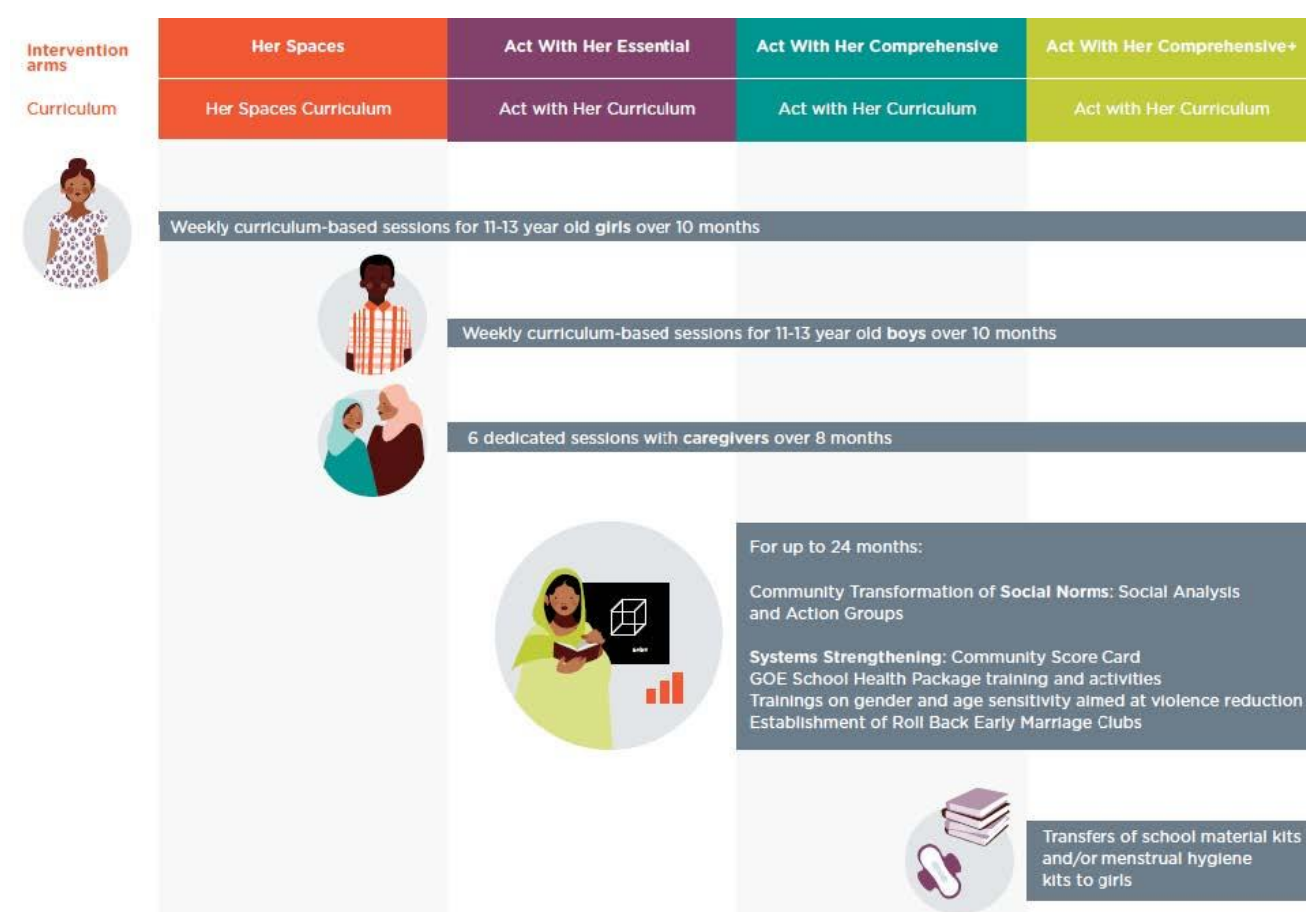 Intervention arms
Her Spaces
Act With Her Essential
Act With Her Comprehensive
Act With Her Comprehensive+
Curriculum
Her Spaces Curriculum
Act with Her Curriculum
Act with Her Curriculum
Act with Her Curriculum
Weekly curriculum-based sessions for 11-13 year old girls over 10 months
Weekly curriculum-based sessions for 11-13 year old boys over 10 months
6 dedicated sessions with caregivers over 8 months
For up to 24 months:
Community Transformation of Social Norms: Social Analysis
and Action Groups
Systems Strengthening: Community Score Card
GOE School Health Package training and activities
Trainings on gender and age sensitivity aimed at violence reduction
Establishment of Roll Back Early Marriage Clubs
Transfers of school material kits
and/or menstrual hygiene
kits to girls